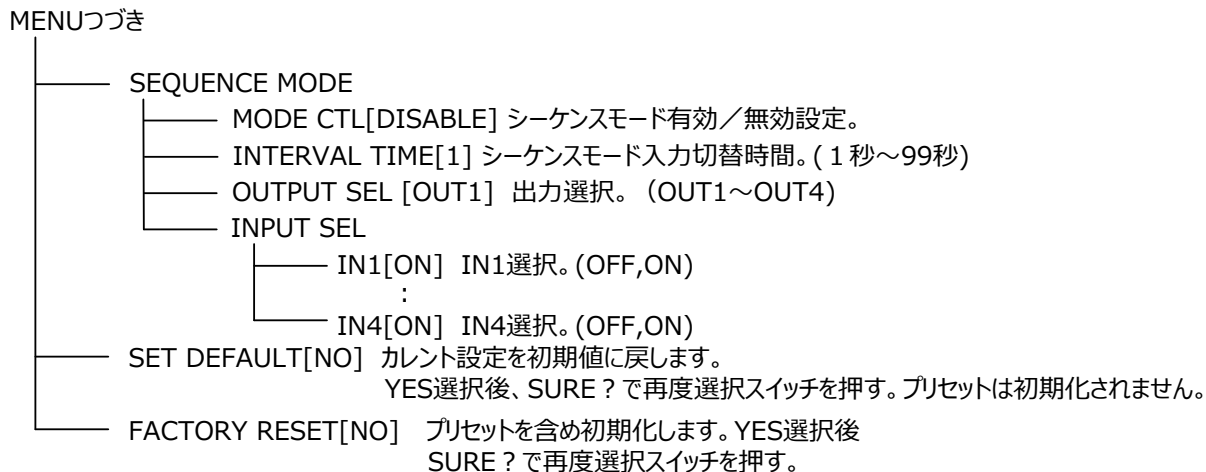 MENUつづき
SEQUENCE MODE
MODE CTL[DISABLE] シーケンスモード有効／無効設定。
INTERVAL TIME[1] シーケンスモード入力切替時間。(１秒～99秒)
OUTPUT SEL [OUT1] 出力選択。（OUT1～OUT4)
INPUT SEL
IN1[ON] IN1選択。(OFF,ON)
：
IN4[ON] IN4選択。(OFF,ON)
SET DEFAULT[NO] カレント設定を初期値に戻します。
YES選択後、SURE？で再度選択スイッチを押す。プリセットは初期化されません。
FACTORY RESET[NO] プリセットを含め初期化します。YES選択後
SURE？で再度選択スイッチを押す。